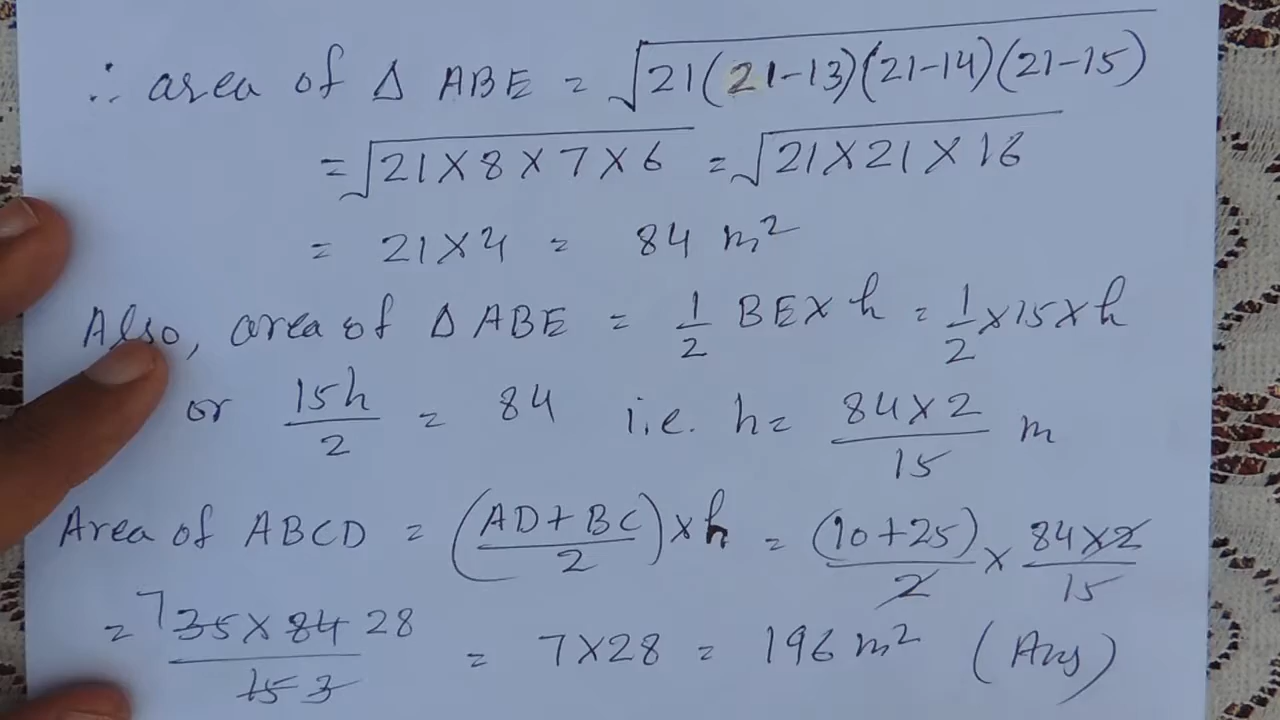 ∴ area of Δ ABE = √21(21-13)(21-14)(21-15)
= √21×8×7×6 = √21×21×16
= 21×4 = 84 m²
Also, area of Δ ABE = 1/2 BE×h = 1/2×15×h
or 15h/2 = 84 i.e. h= 84×2/15 m
Area of ABCD = (AD+BC/2)×h = (10+25)/2 × 84×2/15
= 7 35×84 28/15 3 = 7×28 = 196 m² (Ans)